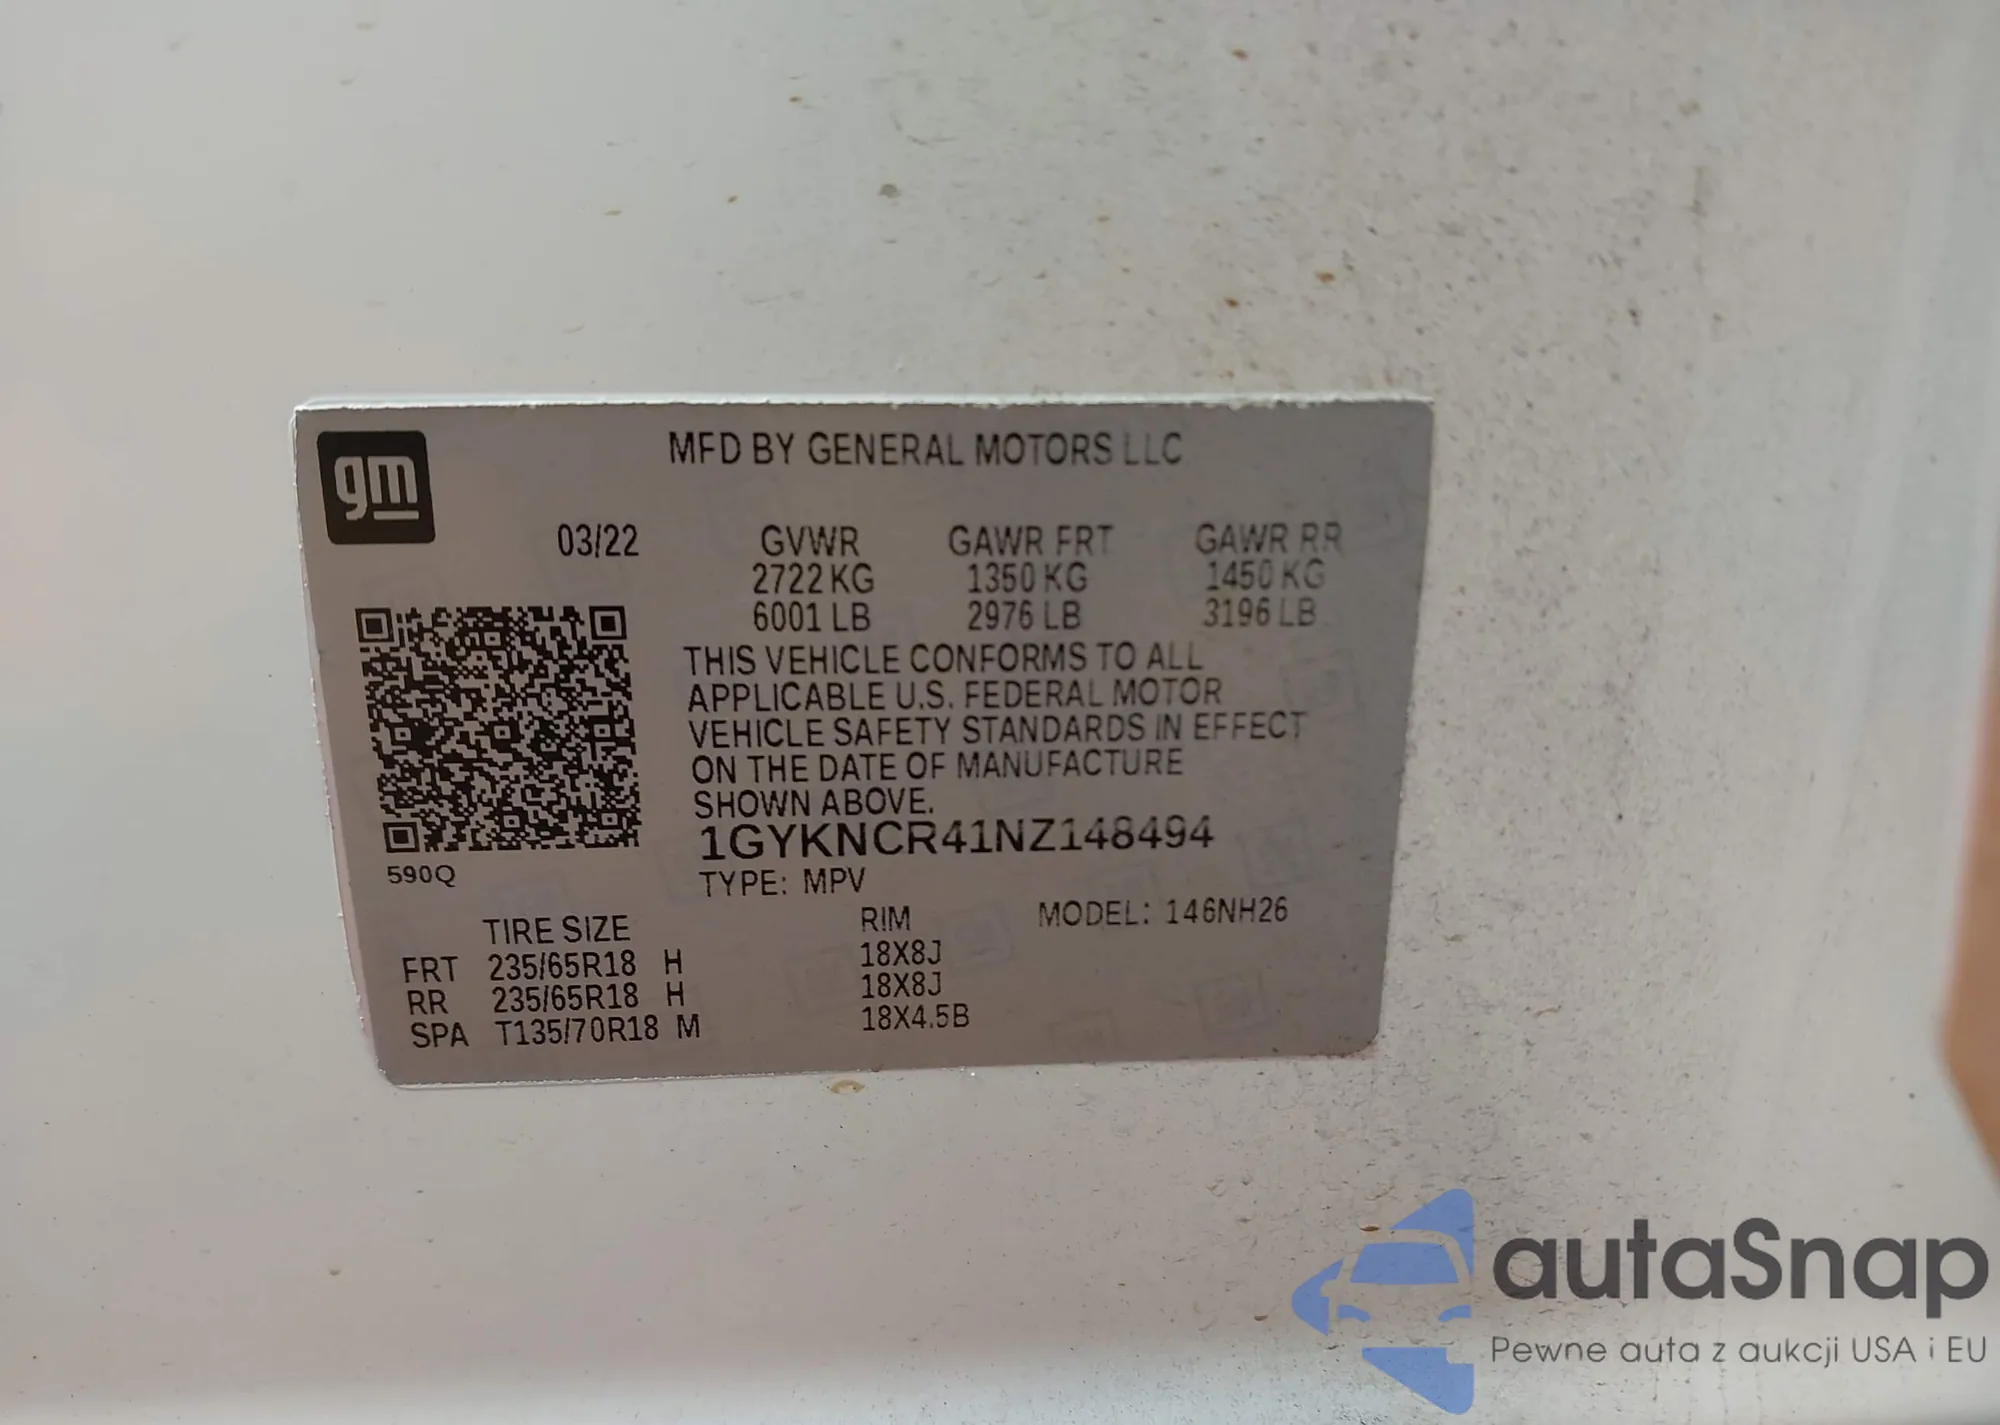 gm
MFD BY GENERAL MOTORS LLC
03/22 GVWR GAWR FRT GAWR RR
2722 KG 1350 KG 1450 KG
6001 LB 2976 LB 3196 LB
THIS VEHICLE CONFORMS TO ALL
APPLICABLE U.S. FEDERAL MOTOR
VEHICLE SAFETY STANDARDS IN EFFECT
ON THE DATE OF MANUFACTURE
SHOWN ABOVE.
1GYKNCR41NZ148494
590Q
TYPE: MPV
TIRE SIZE RIM MODEL: 146NH26
FRT 235/65R18 H 18X8J
RR 235/65R18 H 18X8J
SPA T135/70R18 M 18X4.5B
autaSnap
Pewne auta z aukcji USA i EU